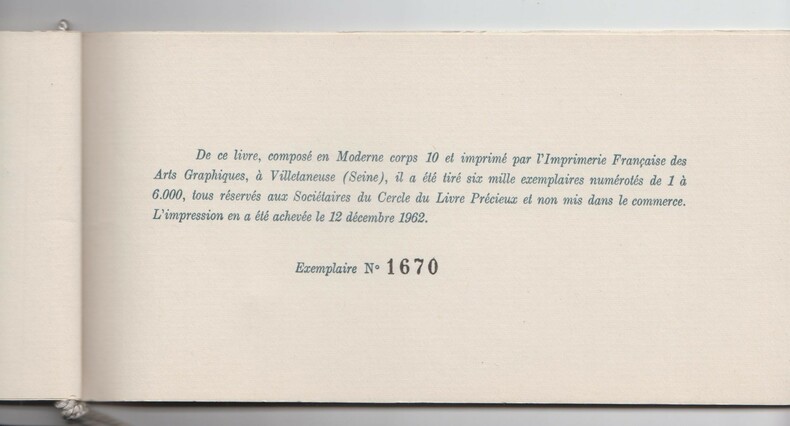 De ce livre, composé en Moderne corps 10 et imprimé par l'Imprimerie Française des
Arts Graphiques, à Villetaneuse (Seine), il a été tiré six mille exemplaires numérotés de 1 à
6.000, tous réservés aux Sociétaires du Cercle du Livre Précieux et non mis dans le commerce.
L'impression en a été achevée le 12 décembre 1962.
Exemplaire N° 1670